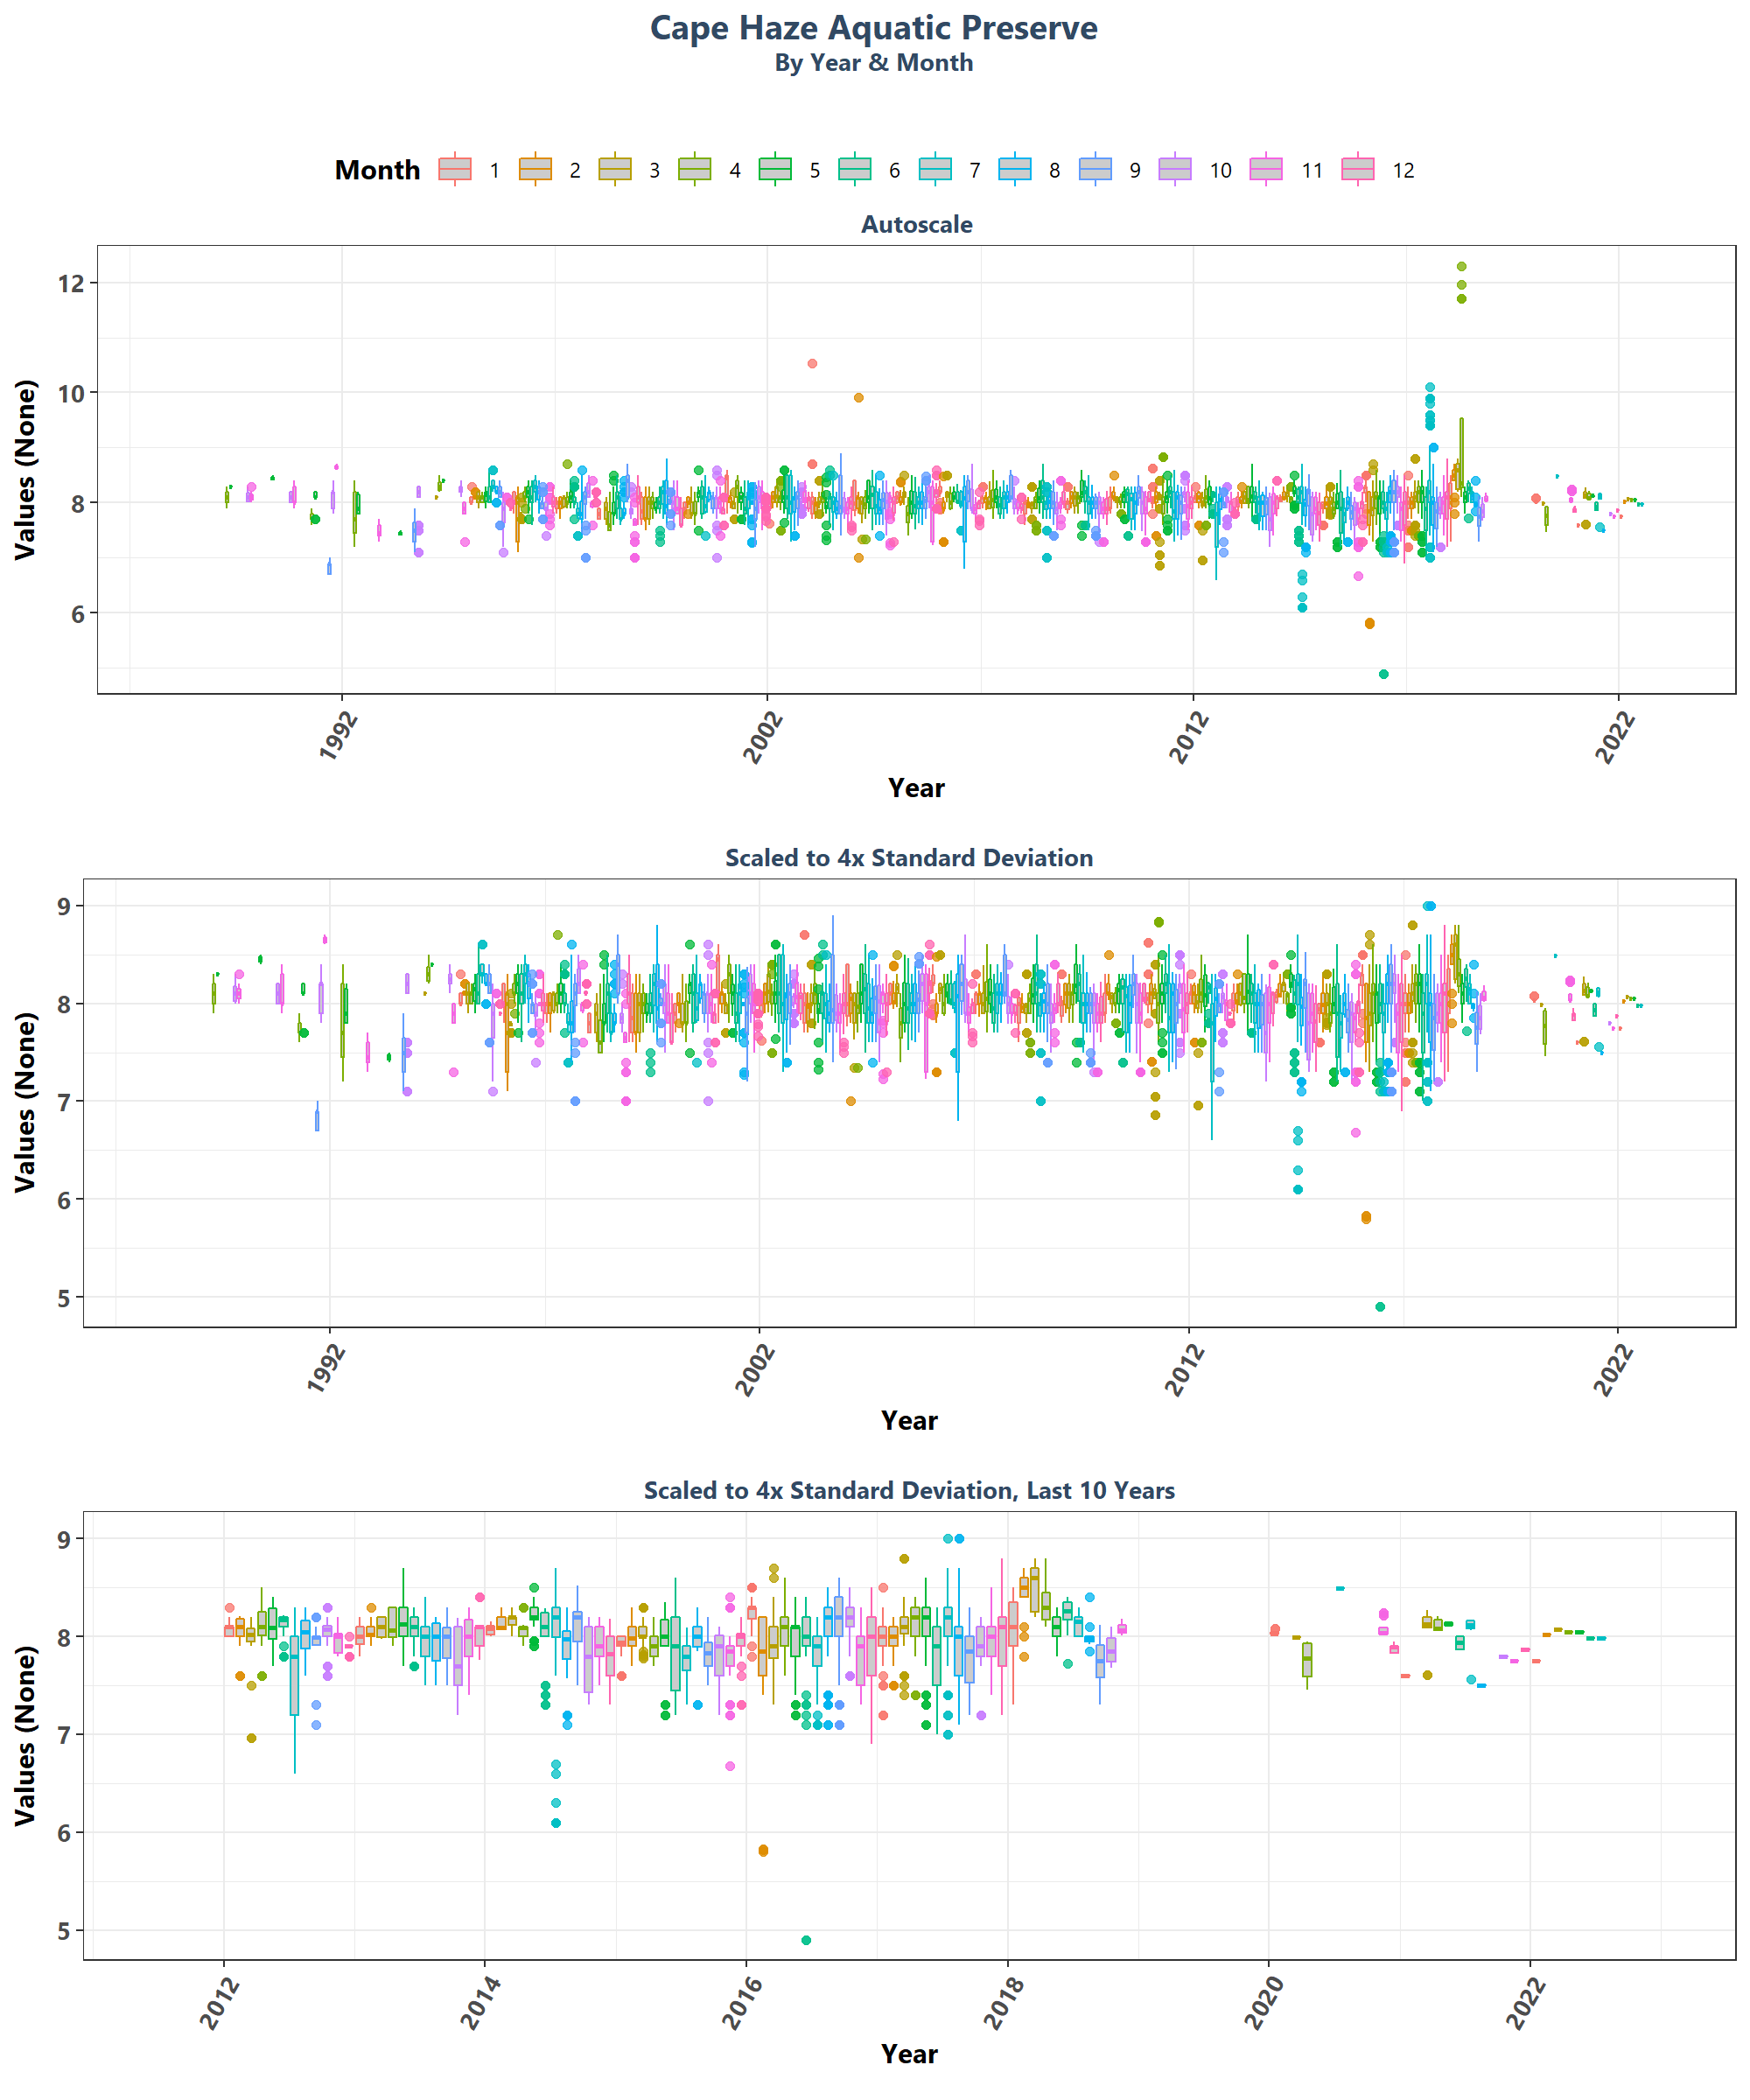 Cape Haze Aquatic Preserve
By Year & Month
Month 1 2 3 4 5 6 7 8 9 10 11 12
Autoscale
Values (None)
12
10
8
6
1992 2002 2012 2022
Year
Scaled to 4x Standard Deviation
Values (None)
9
8
7
6
5
1992 2002 2012 2022
Year
Scaled to 4x Standard Deviation, Last 10 Years
Values (None)
9
8
7
6
5
2012 2014 2016 2018 2020 2022
Year